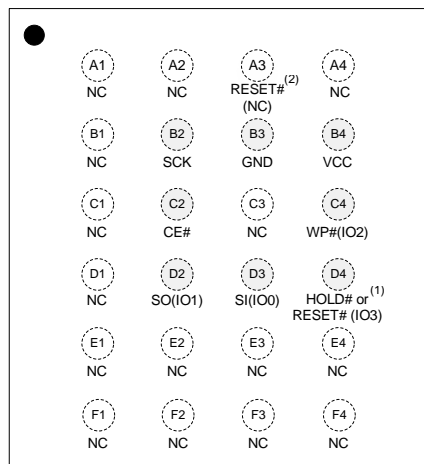 A1 A2 A3 A4
NC NC RESET#(2) NC
(NC)
B1 B2 B3 B4
NC SCK GND VCC
C1 C2 C3 C4
NC CE# NC WP#(IO2)
D1 D2 D3 D4
NC SO(IO1) SI(IO0) HOLD# or(1)
RESET# (IO3)
E1 E2 E3 E4
NC NC NC NC
F1 F2 F3 F4
NC NC NC NC